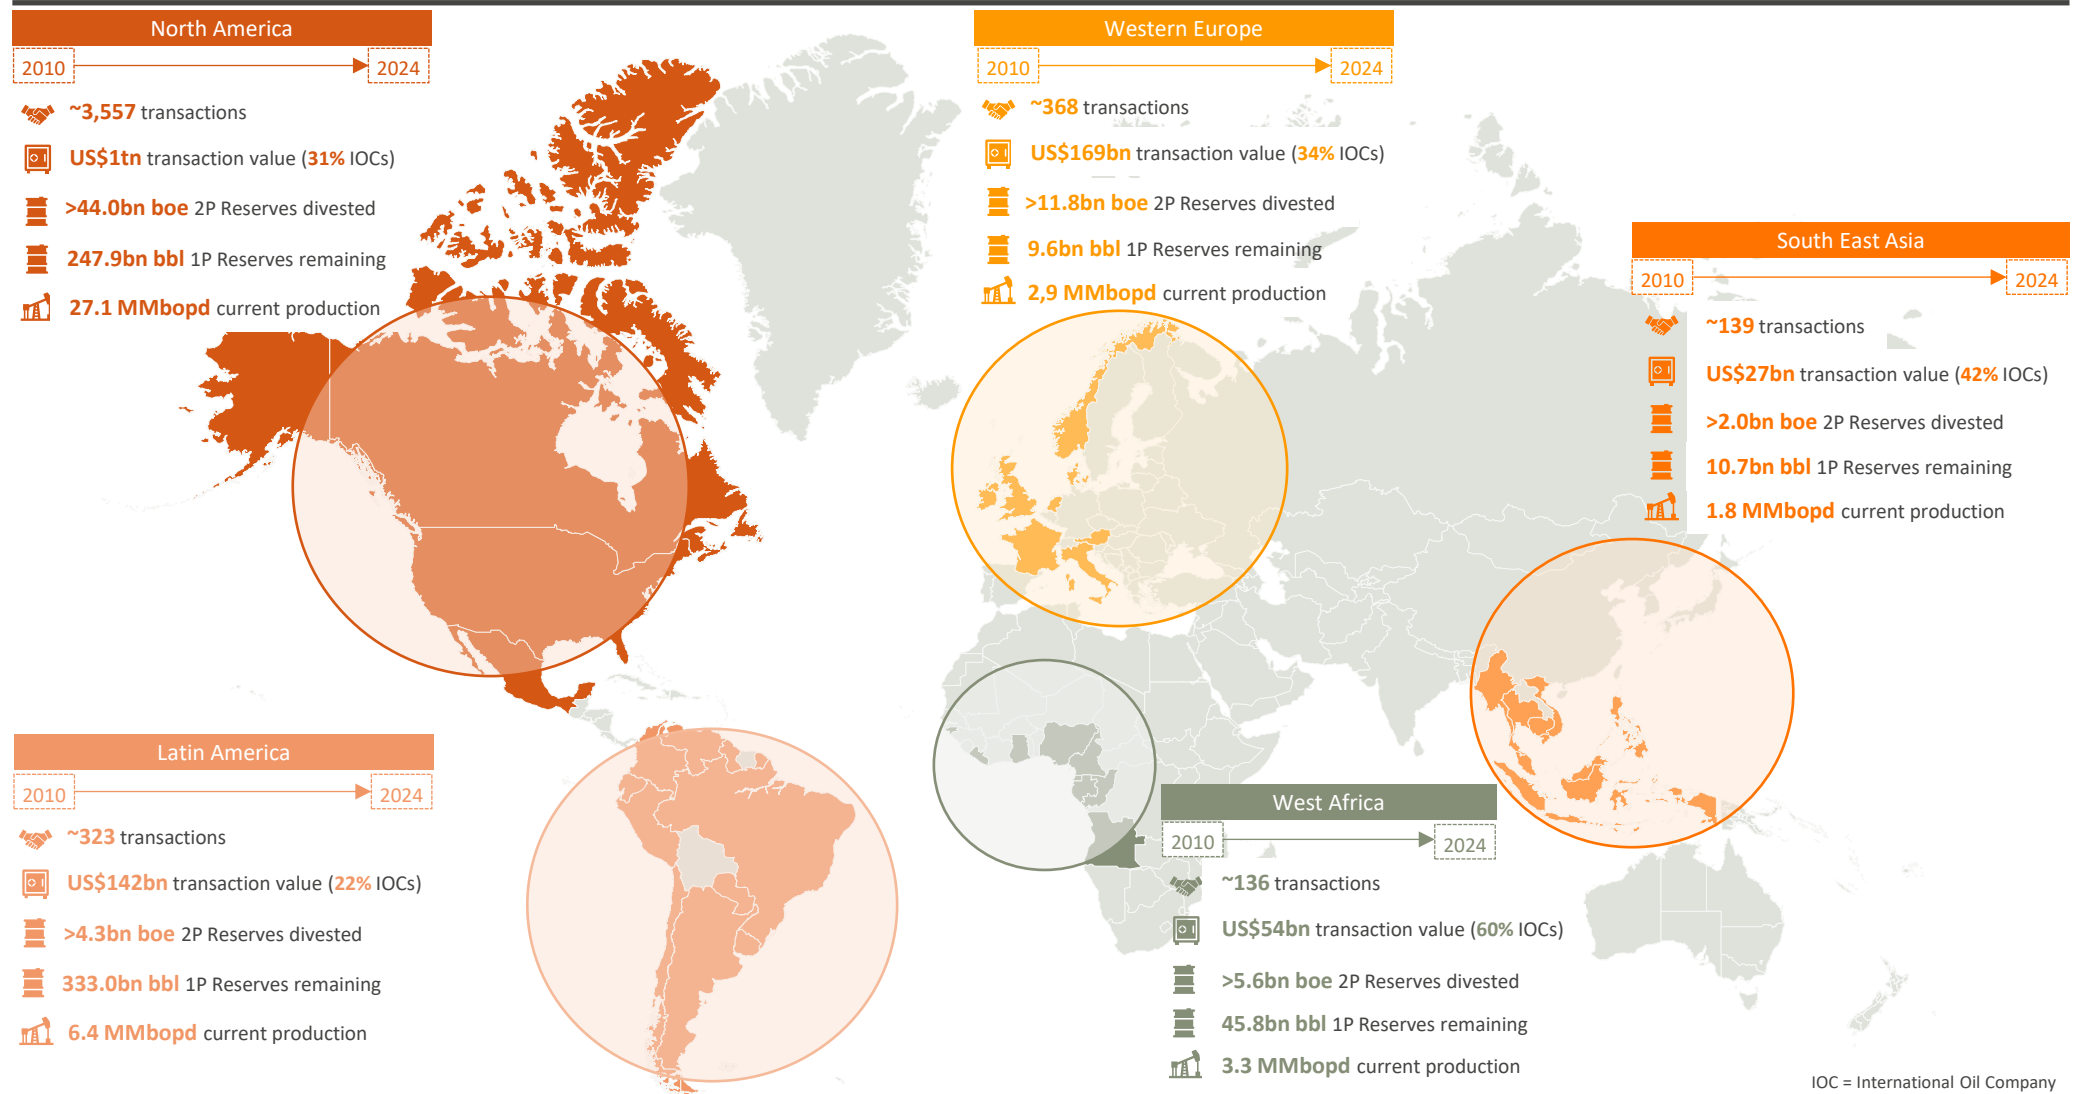 North America
2010
2024
~3,557 transactions
US$1tn transaction value (31% IOCs)
>44.0bn boe 2P Reserves divested
247.9bn bbl 1P Reserves remaining
27.1 MMbopd current production
Western Europe
2010
2024
~368 transactions
US$169bn transaction value (34% IOCs)
>11.8bn boe 2P Reserves divested
9.6bn bbl 1P Reserves remaining
2,9 MMbopd current production
South East Asia
2010
2024
~139 transactions
US$27bn transaction value (42% IOCs)
>2.0bn boe 2P Reserves divested
10.7bn bbl 1P Reserves remaining
1.8 MMbopd current production
Latin America
2010
2024
~323 transactions
US$142bn transaction value (22% IOCs)
>4.3bn boe 2P Reserves divested
333.0bn bbl 1P Reserves remaining
6.4 MMbopd current production
West Africa
2010
2024
~136 transactions
US$54bn transaction value (60% IOCs)
>5.6bn boe 2P Reserves divested
45.8bn bbl 1P Reserves remaining
3.3 MMbopd current production
IOC = International Oil Company